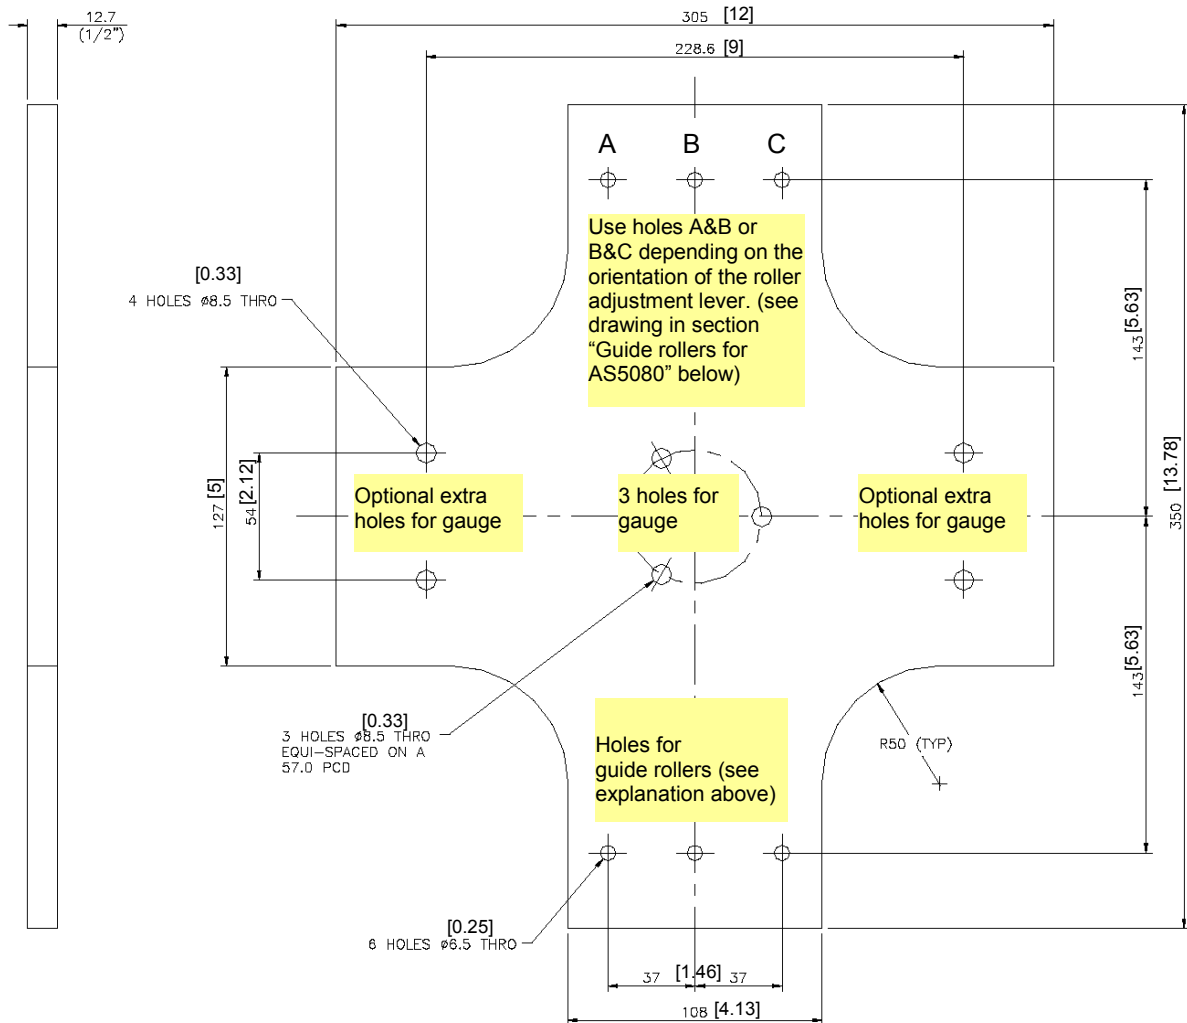 12.7
(1/2")
305 [12]
228.6 [9]
A B C
Use holes A&B or
B&C depending on the
orientation of the roller
adjustment lever. (see
drawing in section
“Guide rollers for
AS5080” below)
[0.33]
4 HOLES ø8.5 THRO
143 [5.63]
350 [13.78]
127 [5]
54 [2.12]
Optional extra
holes for gauge
3 holes for
gauge
Optional extra
holes for gauge
143 [5.63]
[0.33]
3 HOLES ø8.5 THRO
EQUI-SPACED ON A
57.0 PCD
R50 (TYP)
Holes for
guide rollers (see
explanation above)
[0.25]
6 HOLES ø6.5 THRO
37 [1.46] 37
108 [4.13]